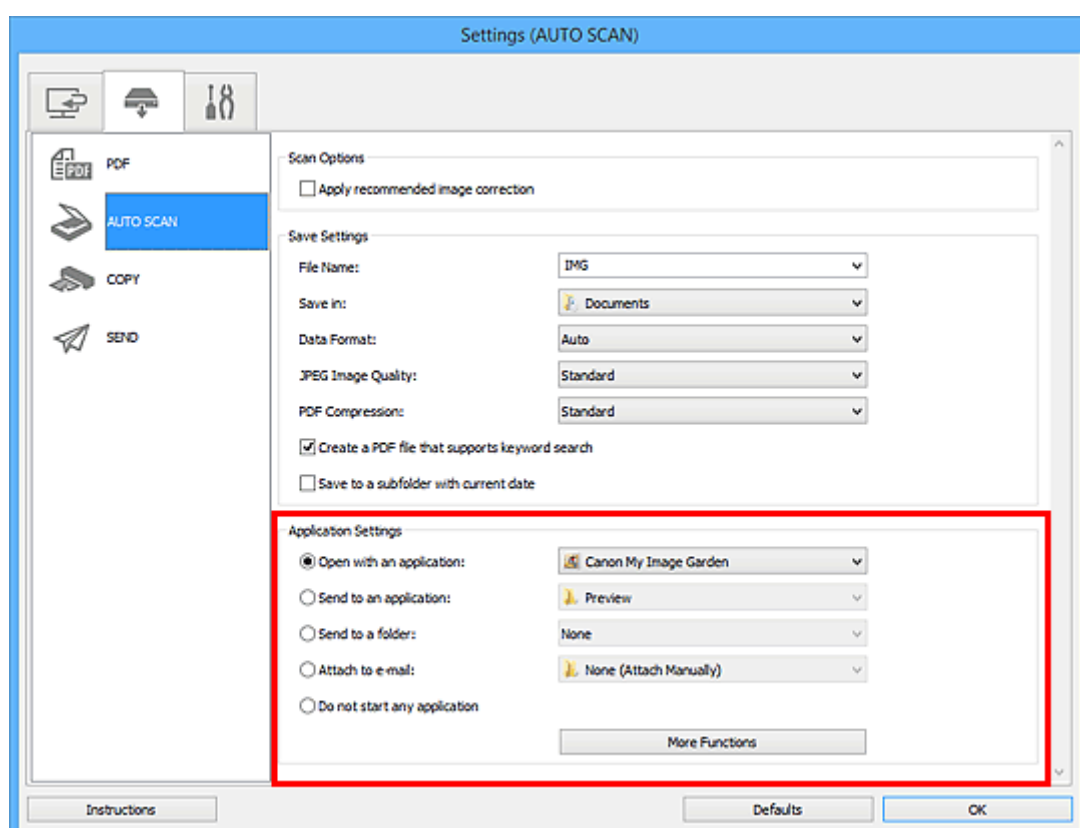 Settings (AUTO SCAN)
PDF
PDF
AUTO SCAN
COPY
SEND
Scan Options
Apply recommended image correction
Save Settings
File Name: IMG
Save in: Documents
Data Format: Auto
JPEG Image Quality: Standard
PDF Compression: Standard
Create a PDF file that supports keyword search
Save to a subfolder with current date
Application Settings
Open with an application: Canon My Image Garden
Send to an application: Preview
Send to a folder: None
Attach to e-mail: None (Attach Manually)
Do not start any application
More Functions
Instructions Defaults OK